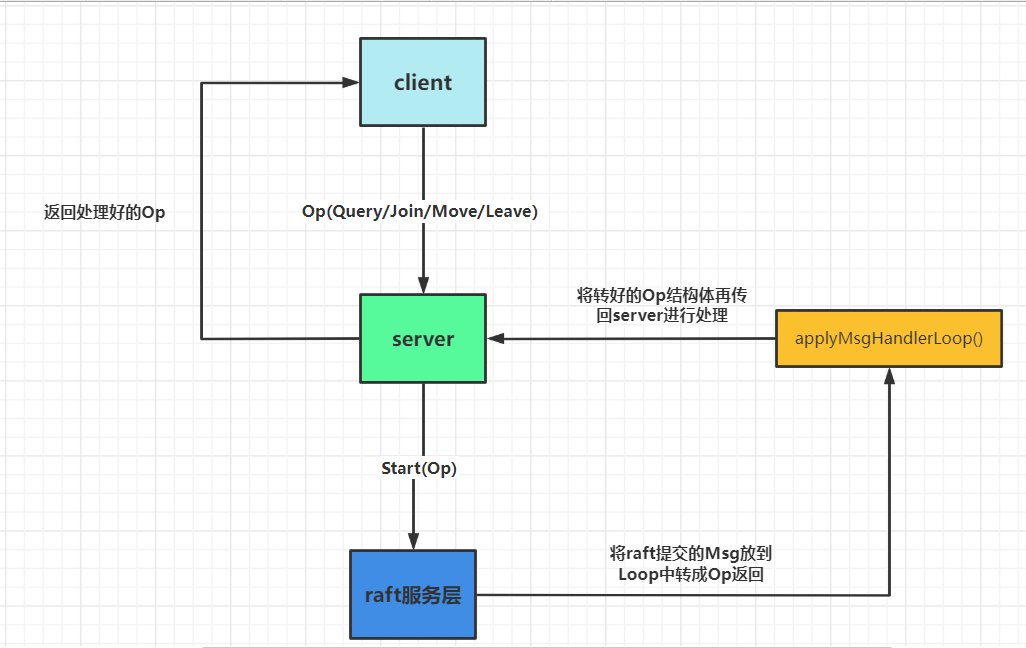 client
返回处理好的Op
Op(Query/Join/Move/Leave)
将转好的Op结构体再传
回server进行处理
server
applyMsgHandlerLoop()
Start(Op)
将raft提交的Msg放到
Loop中转成Op返回
raft服务层